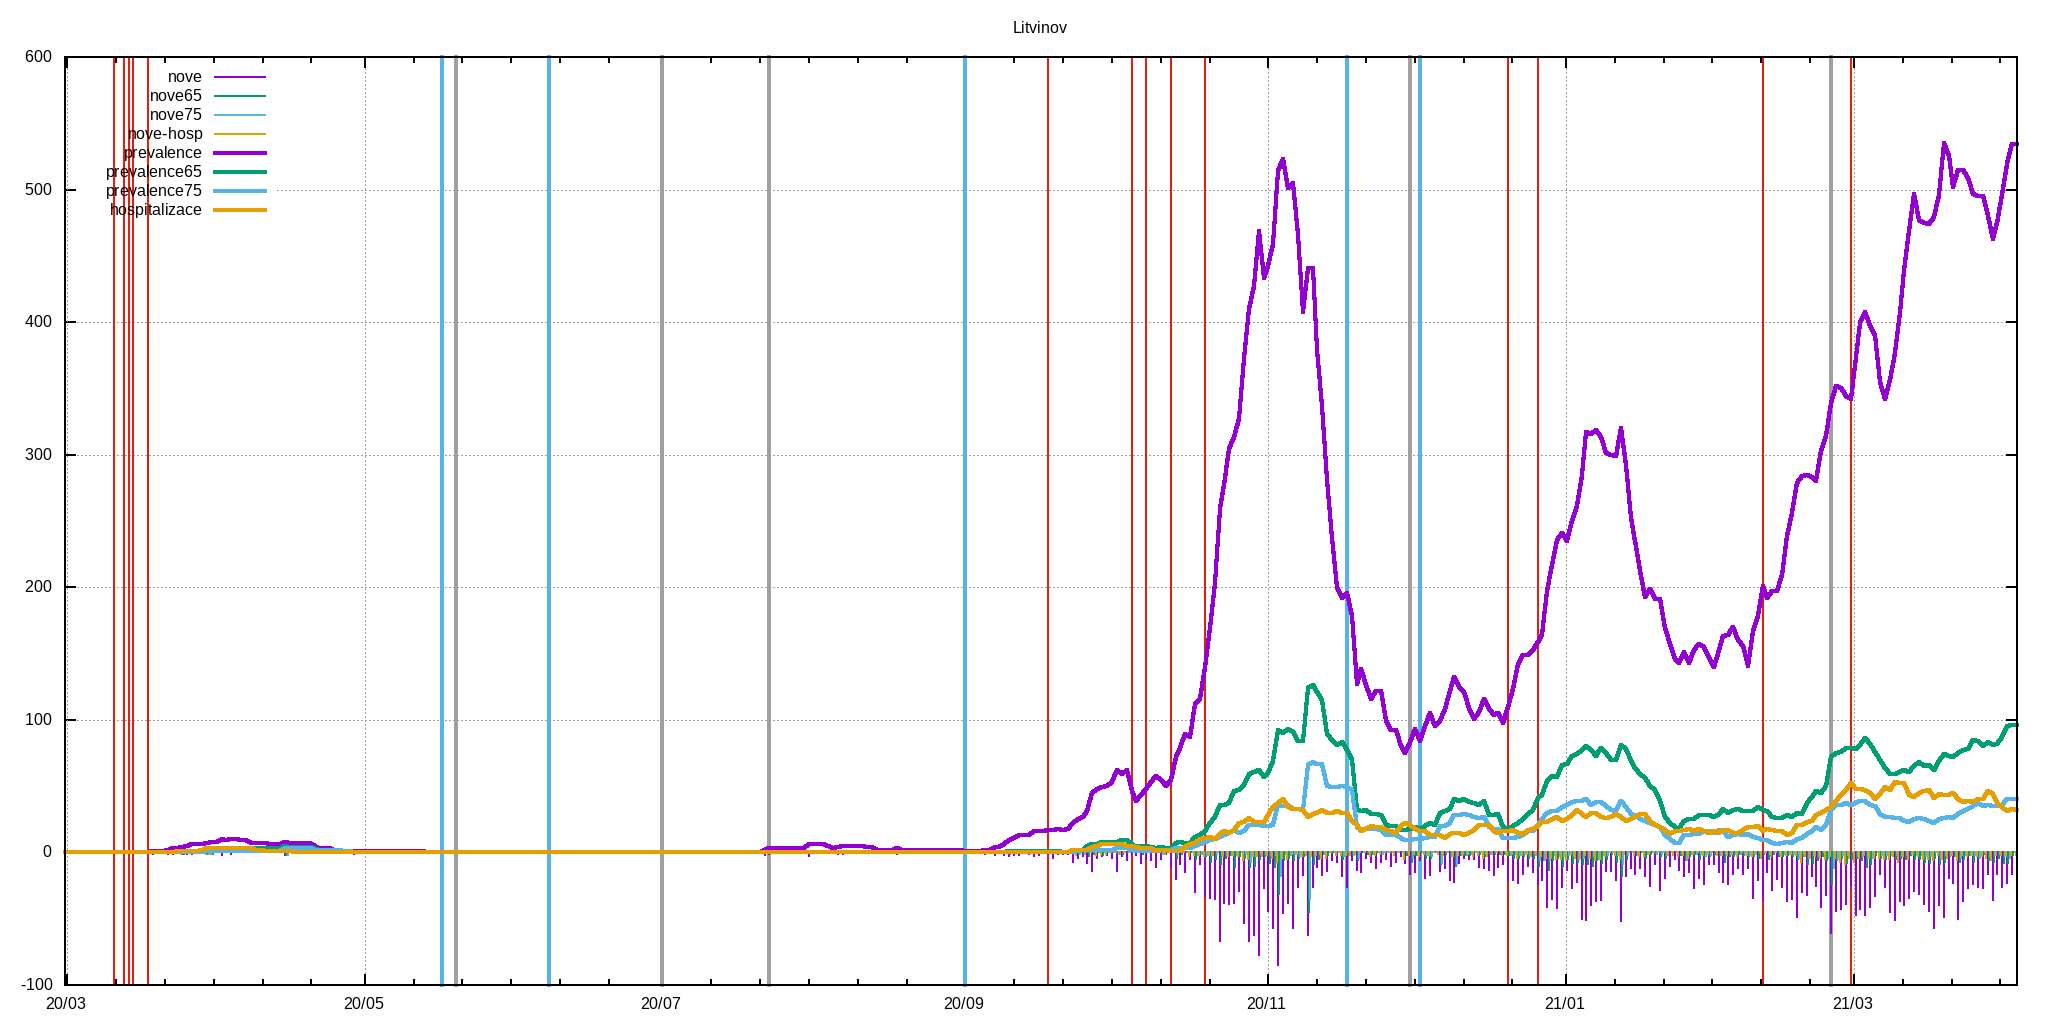 Litvinov
600
500
400
300
200
100
0
-100
nove
nove65
nove75
nove-hosp
prevalence
prevalence65
prevalence75
hospitalizace
20/03 20/05 20/07 20/09 20/11 21/01 21/03